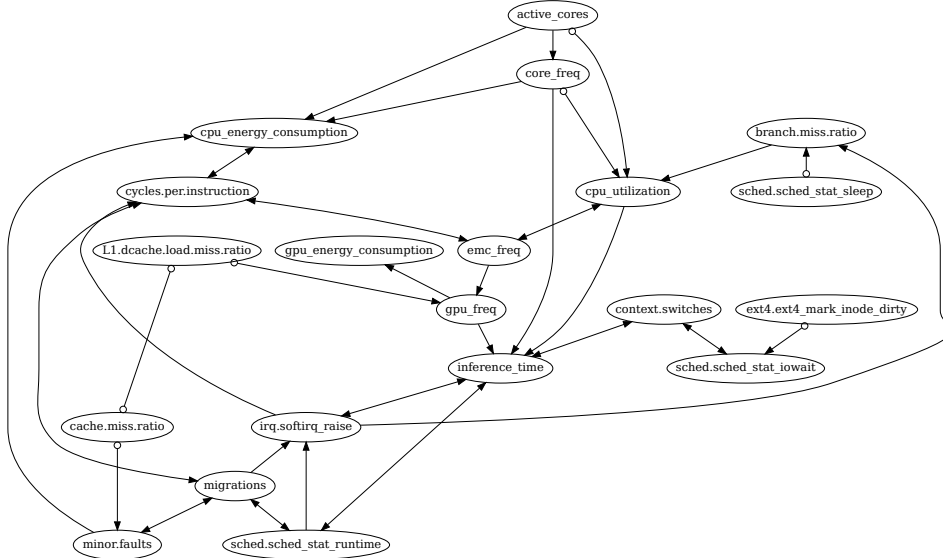 active_cores
core_freq
cpu_energy_consumption
branch.miss.ratio
cycles.per.instruction
cpu_utilization
sched.sched_stat_sleep
L1.dcache.load.miss.ratio
gpu_energy_consumption
emc_freq
gpu_freq
context.switches
ext4.ext4_mark_inode_dirty
inference_time
sched.sched_stat_iowait
cache.miss.ratio
irq.softirq_raise
migrations
minor.faults
sched.sched_stat_runtime